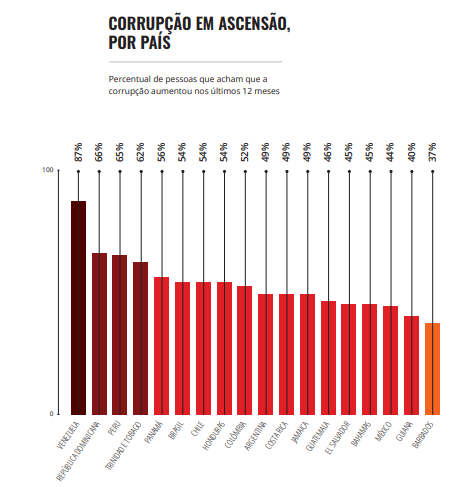 CORRUPÇÃO EM ASCENSÃO,
POR PAÍS
Percentual de pessoas que acham que a
corrupção aumentou nos últimos 12 meses
87% 66% 65% 62% 56% 54% 54% 54% 52% 49% 49% 49% 46% 45% 45% 44% 40% 37%
100
0
VENEZUELA
REPÚBLICA DOMINICANA
PERU
TRINIDAD E TOBAGO
PANAMÁ
BRASIL
CHILE
HONDURAS
COLÔMBIA
ARGENTINA
COSTA RICA
JAMAICA
GUATEMALA
EL SALVADOR
BAHAMAS
MÉXICO
GUIANA
BARBADOS